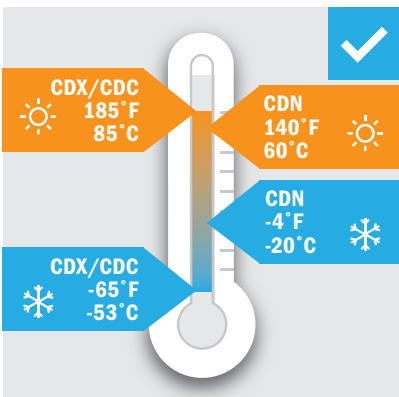 CDX/CDC
185˚F
85˚C
CDN
140˚F
60˚C
CDN
-4˚F
-20˚C
CDX/CDC
-65˚F
-53˚C